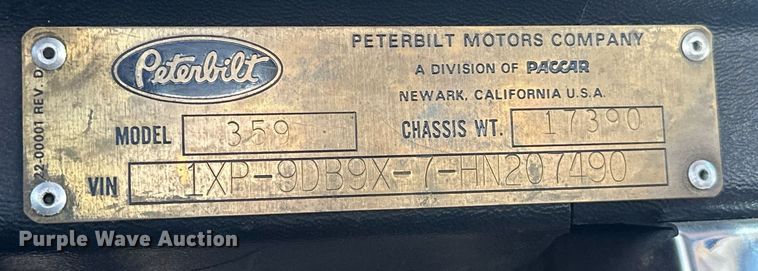 Peterbilt
PETERBILT MOTORS COMPANY
A DIVISION OF PACCAR
NEWARK, CALIFORNIA U.S.A.
22-00001 REV. D
MODEL 359 CHASSIS WT. 17390
VIN 1XP-9DB9X-7-HN207490
Purple Wave Auction